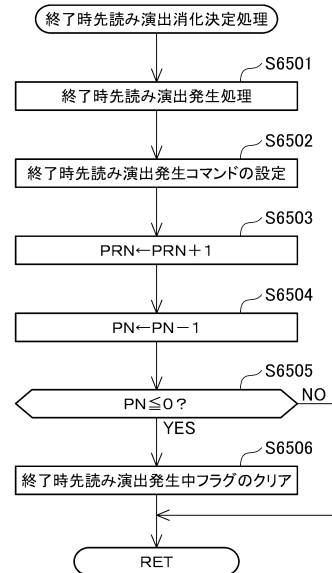 終了時先読み演出消化決定処理
S6501
終了時先読み演出発生処理
S6502
終了時先読み演出発生コマンドの設定
S6503
PRN←PRN+1
S6504
PN←PN−1
S6505
PN≦0?
NO
YES
S6506
終了時先読み演出発生中フラグのクリア
RET